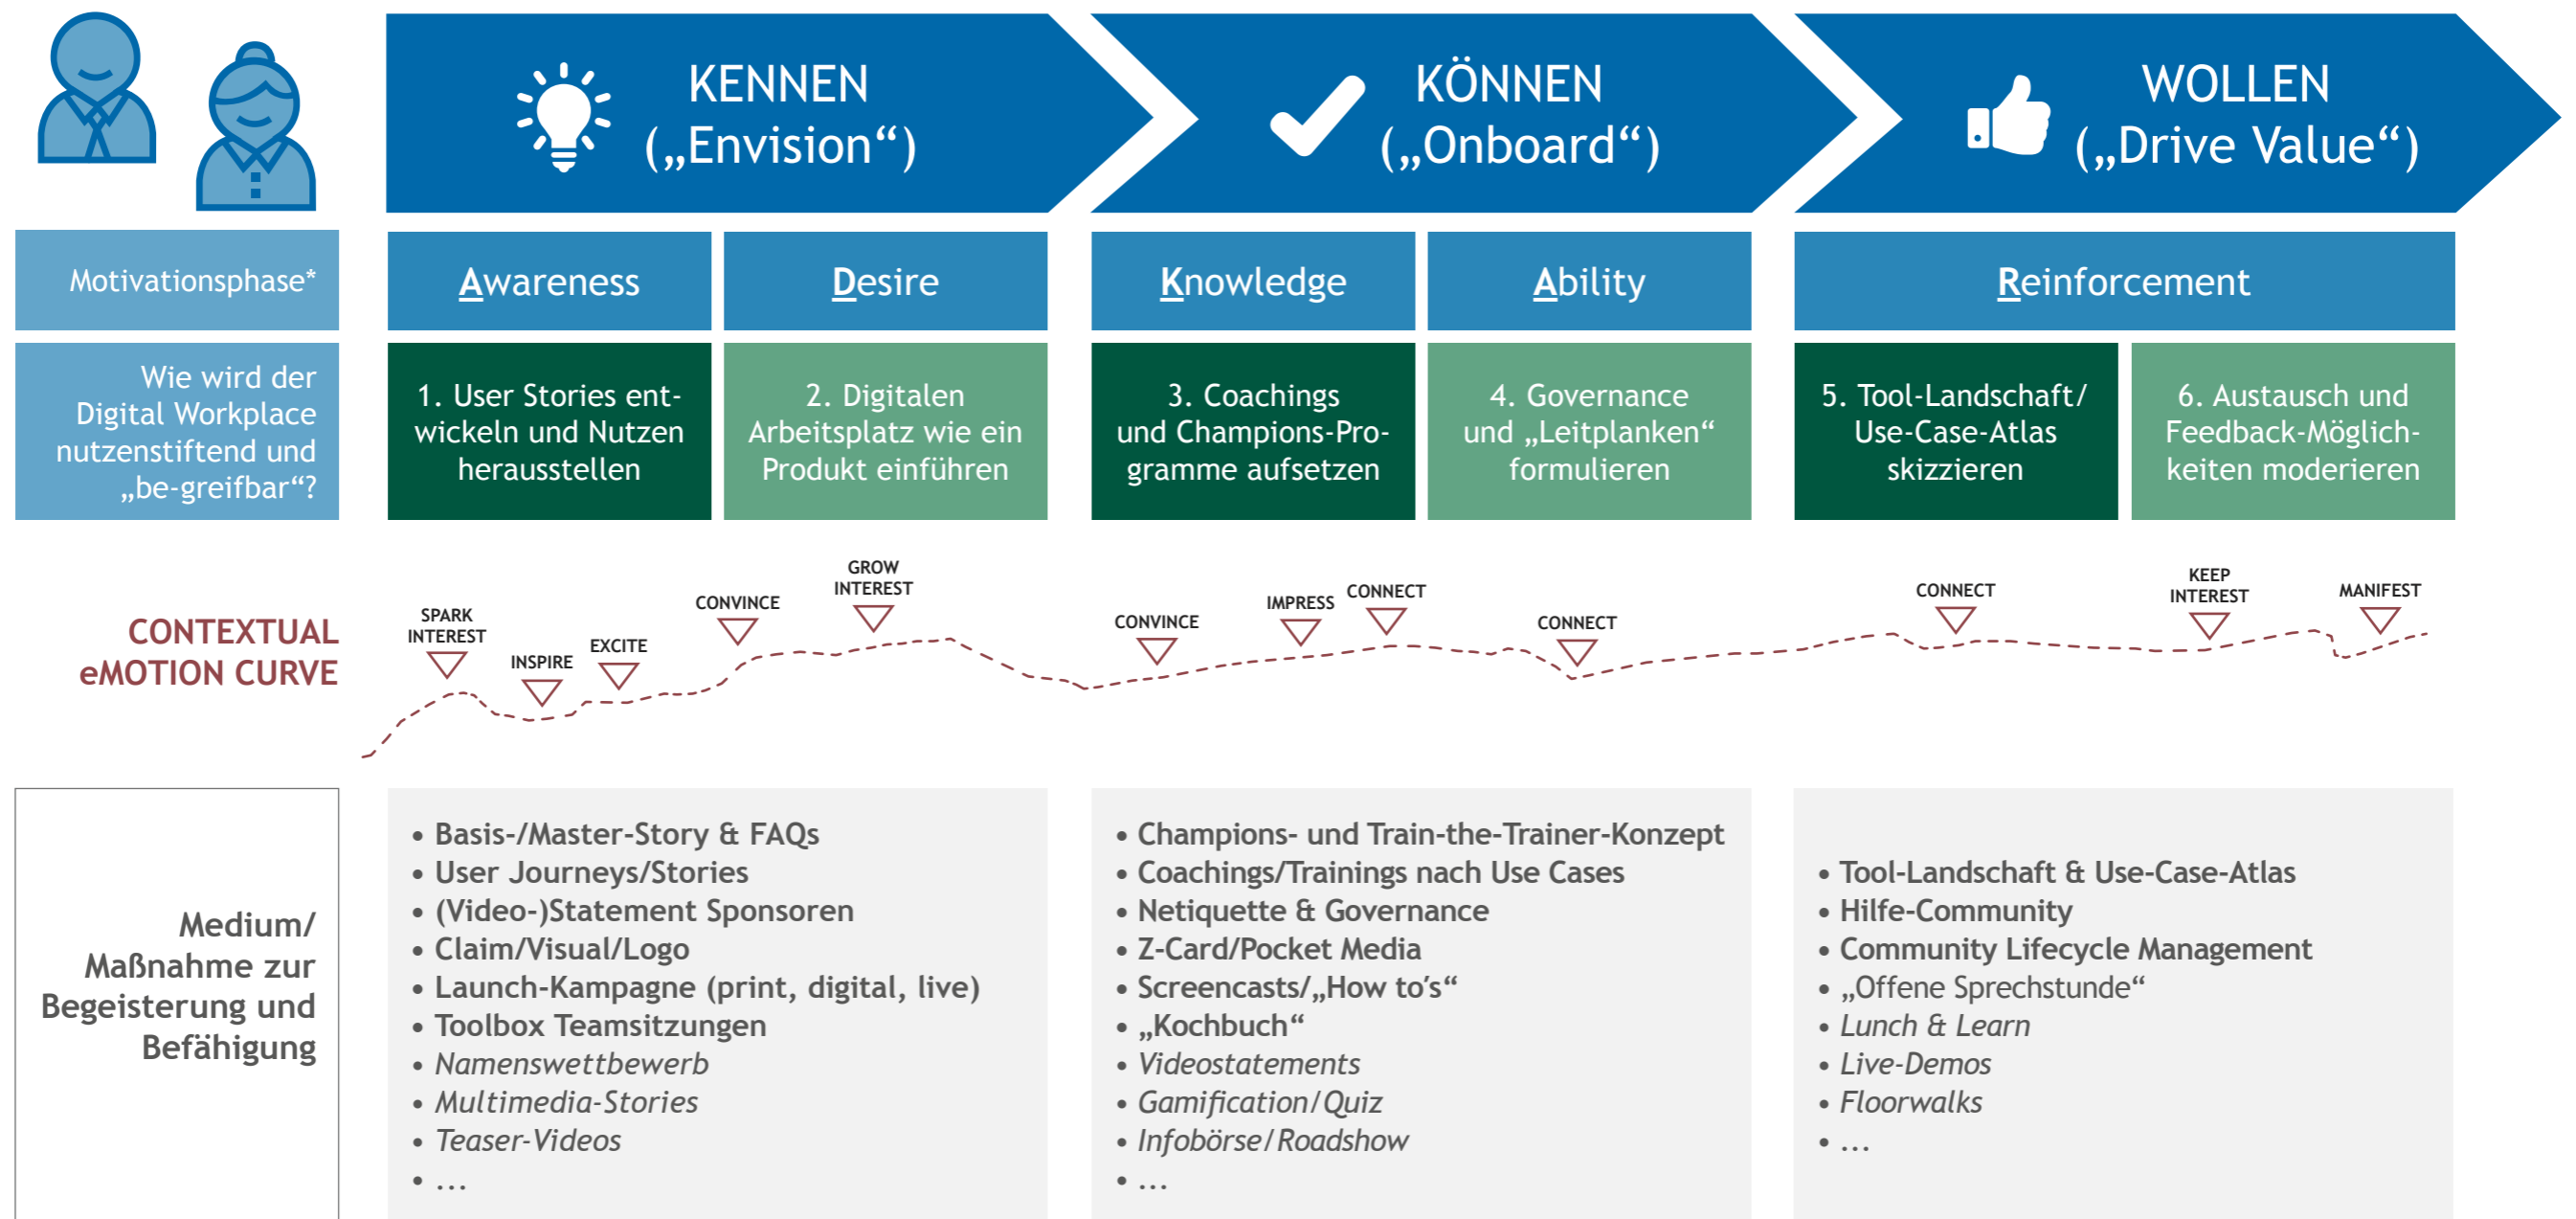 KENNEN
(„Envision“)
KÖNNEN
(„Onboard“)
WOLLEN
(„Drive Value“)
Motivationsphase*
Awareness
Desire
Knowledge
Ability
Reinforcement
Wie wird der
Digital Workplace
nutzenstiftend und
„be-greifbar“?
1. User Stories ent-
wickeln und Nutzen
herausstellen
2. Digitalen
Arbeitsplatz wie ein
Produkt einführen
3. Coachings
und Champions-Pro-
gramme aufsetzen
4. Governance
und „Leitplanken“
formulieren
5. Tool-Landschaft/
Use-Case-Atlas
skizzieren
6. Austausch und
Feedback-Möglich-
keiten moderieren
CONTEXTUAL
eMOTION CURVE
SPARK
INTEREST
INSPIRE
EXCITE
CONVINCE
GROW
INTEREST
CONVINCE
IMPRESS
CONNECT
CONNECT
CONNECT
KEEP
INTEREST
MANIFEST
Medium/
Maßnahme zur
Begeisterung und
Befähigung
• Basis-/Master-Story & FAQs
• User Journeys/Stories
• (Video-)Statement Sponsoren
• Claim/Visual/Logo
• Launch-Kampagne (print, digital, live)
• Toolbox Teamsitzungen
• Namenswettbewerb
• Multimedia-Stories
• Teaser-Videos
• ...
• Champions- und Train-the-Trainer-Konzept
• Coachings/Trainings nach Use Cases
• Netiquette & Governance
• Z-Card/Pocket Media
• Screencasts/„How to’s“
• „Kochbuch“
• Videostatements
• Gamification/Quiz
• Infobörse/Roadshow
• ...
• Tool-Landschaft & Use-Case-Atlas
• Hilfe-Community
• Community Lifecycle Management
• „Offene Sprechstunde“
• Lunch & Learn
• Live-Demos
• Floorwalks
• ...